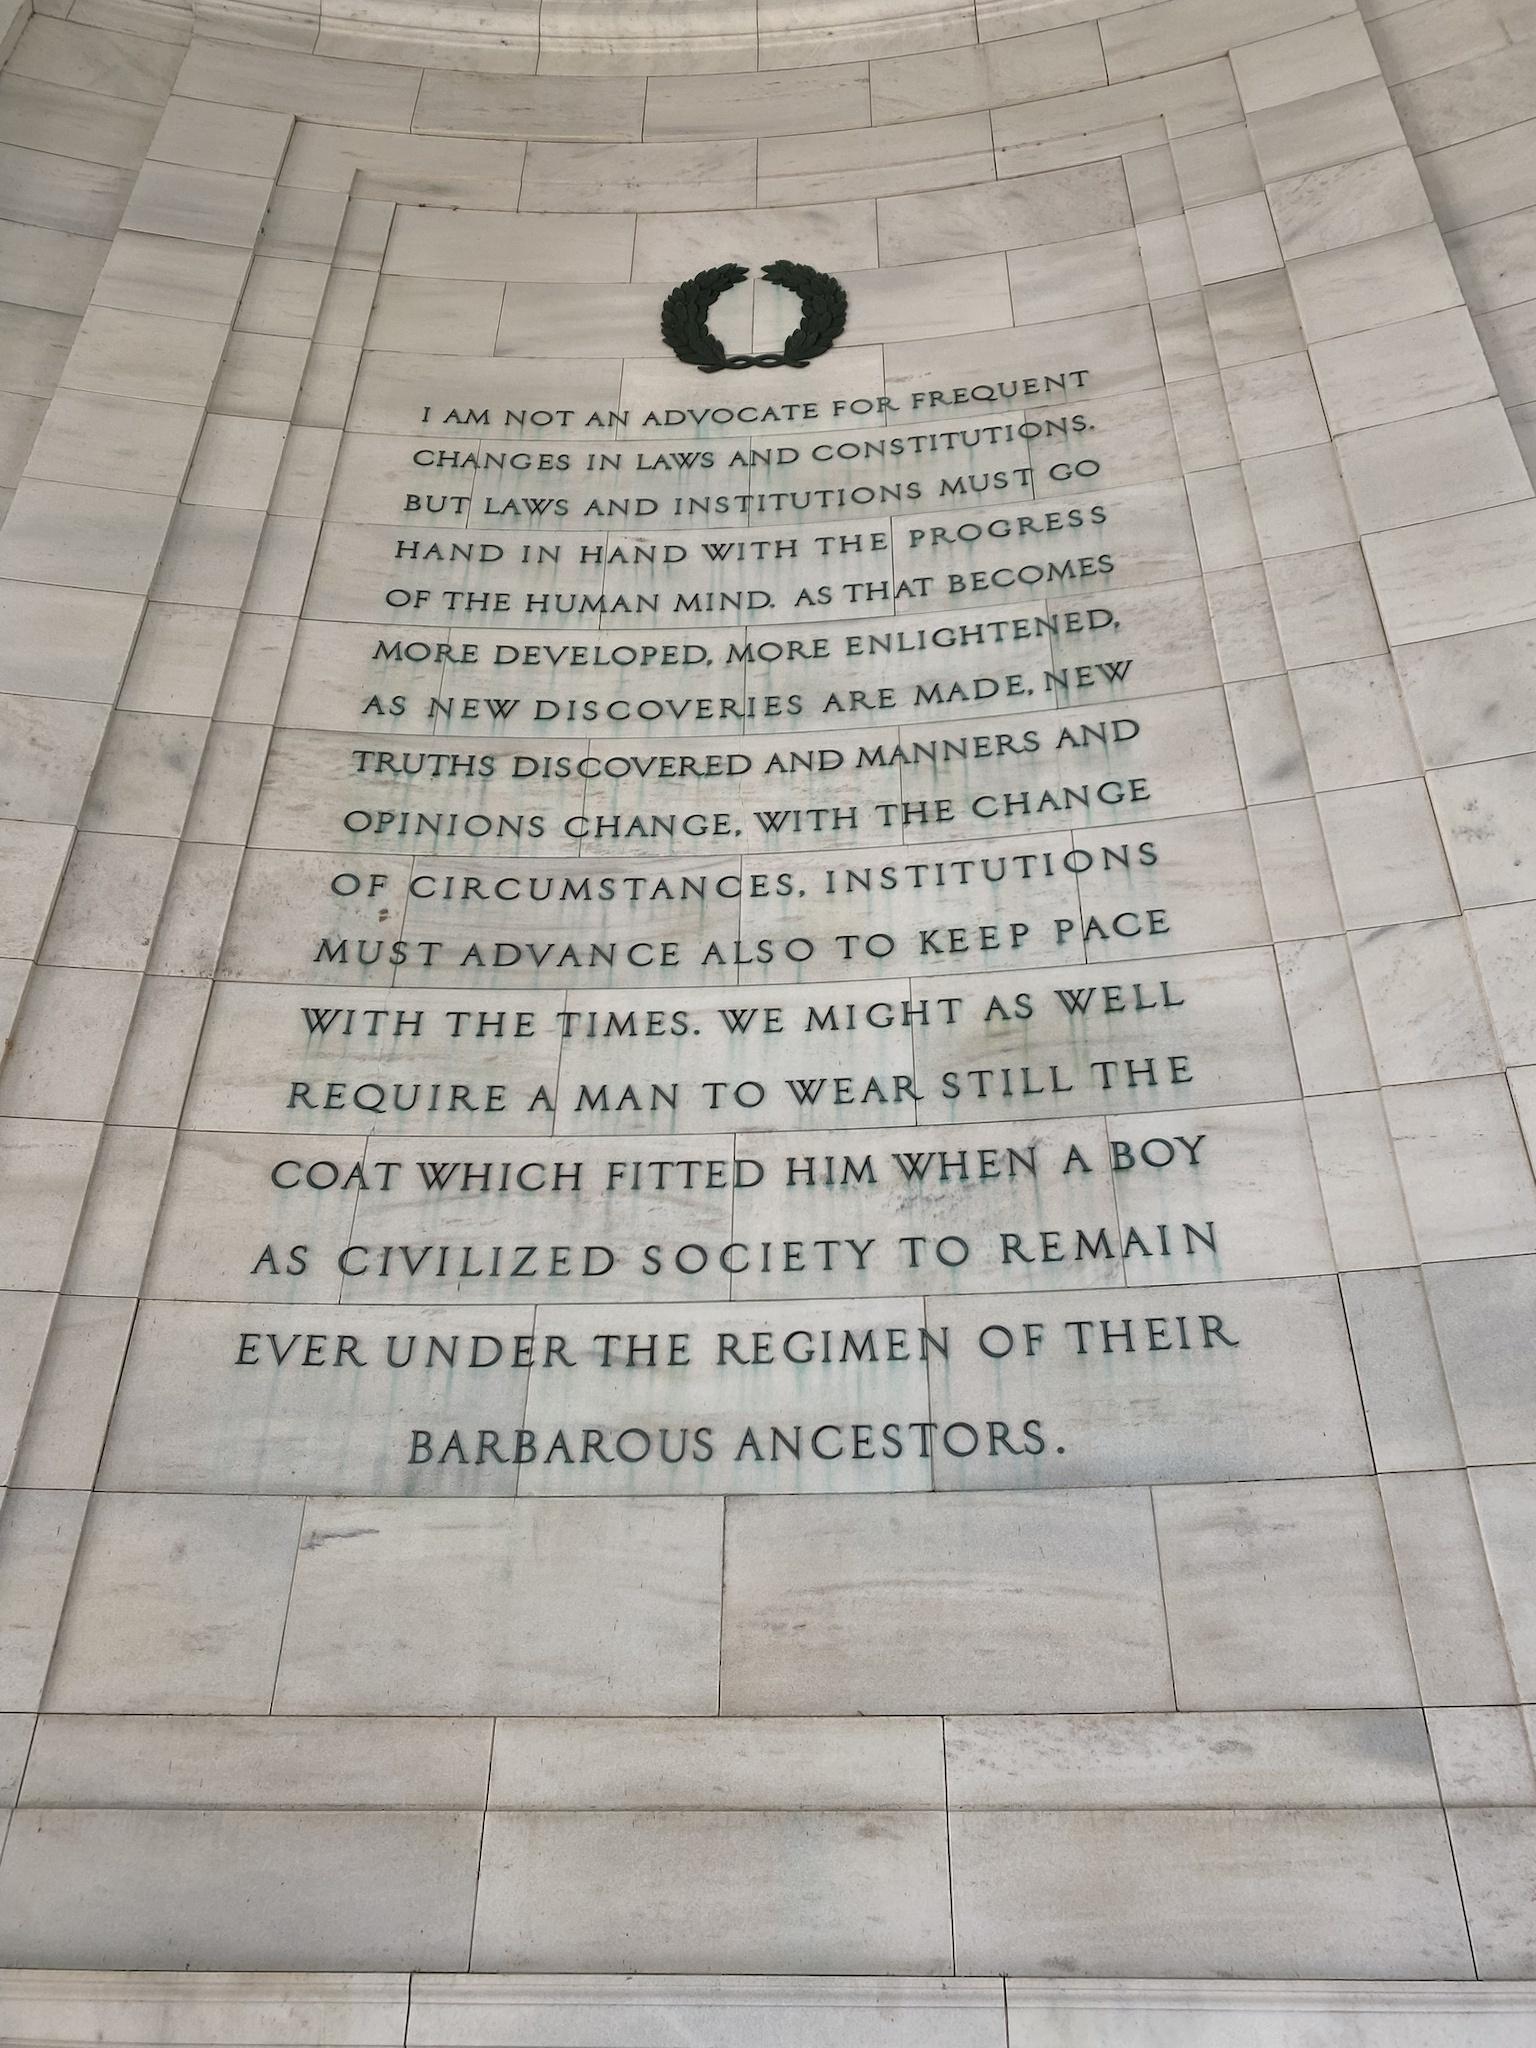 I AM NOT AN ADVOCATE FOR FREQUENT
CHANGES IN LAWS AND CONSTITUTIONS.
BUT LAWS AND INSTITUTIONS MUST GO
HAND IN HAND WITH THE PROGRESS
OF THE HUMAN MIND. AS THAT BECOMES
MORE DEVELOPED, MORE ENLIGHTENED,
AS NEW DISCOVERIES ARE MADE, NEW
TRUTHS DISCOVERED AND MANNERS AND
OPINIONS CHANGE, WITH THE CHANGE
OF CIRCUMSTANCES, INSTITUTIONS
MUST ADVANCE ALSO TO KEEP PACE
WITH THE TIMES. WE MIGHT AS WELL
REQUIRE A MAN TO WEAR STILL THE
COAT WHICH FITTED HIM WHEN A BOY
AS CIVILIZED SOCIETY TO REMAIN
EVER UNDER THE REGIMEN OF THEIR
BARBAROUS ANCESTORS.